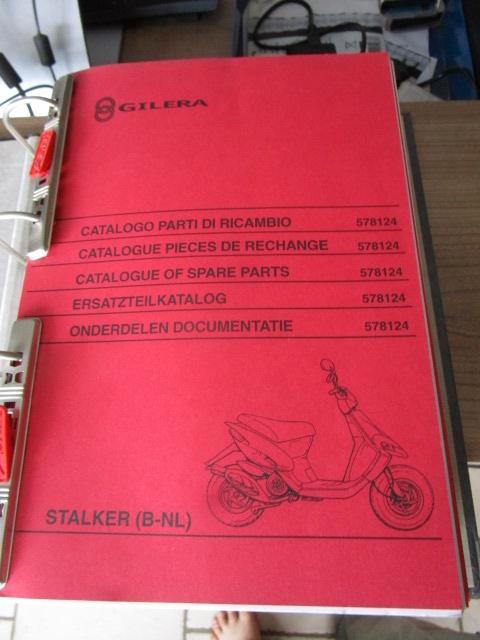 GILERA
CATALOGO PARTI DI RICAMBIO 578124
CATALOGUE PIECES DE RECHANGE 578124
CATALOGUE OF SPARE PARTS 578124
ERSATZTEILKATALOG 578124
ONDERDELEN DOCUMENTATIE 578124
STALKER (B-NL)